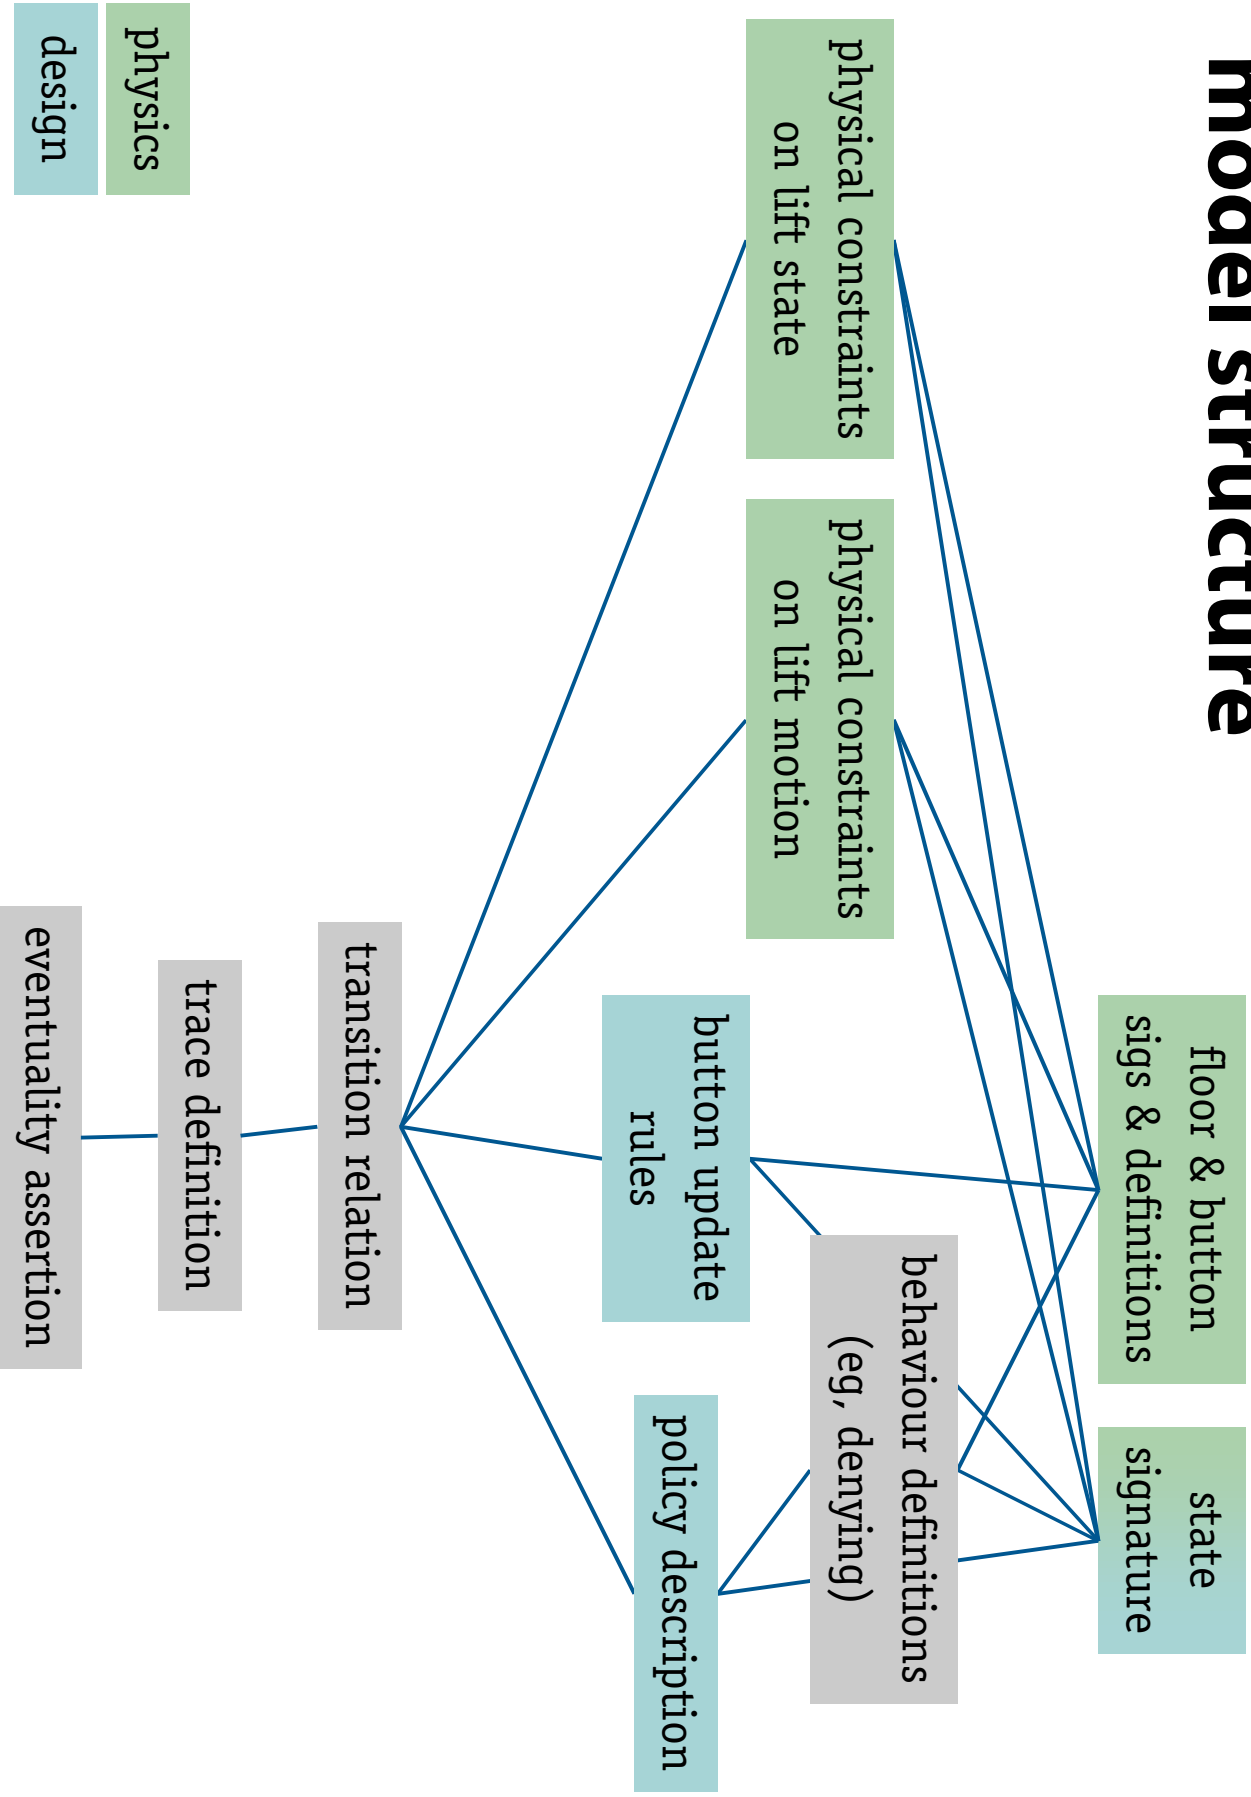 model structure
floor & button
sigs & definitions
state
signature
physical constraints
on lift state
physical constraints
on lift motion
behaviour definitions
(eg, denying)
button update
rules
policy description
transition relation
trace definition
eventuality assertion
physics
design